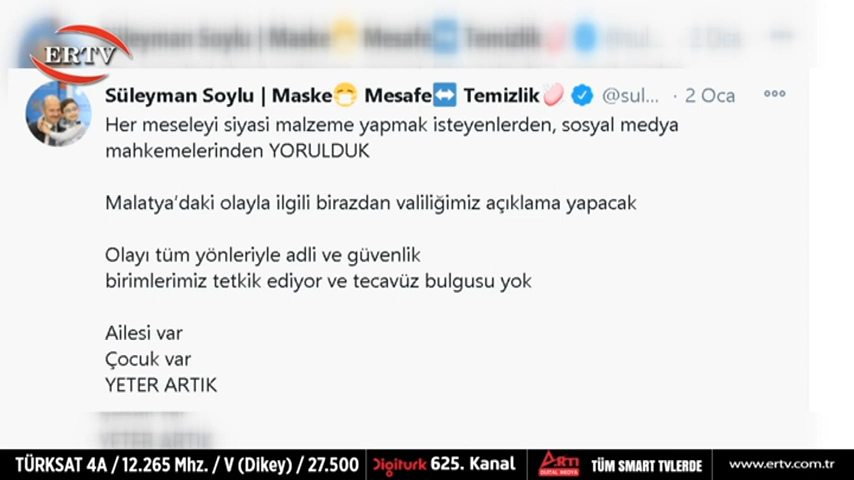 ERTV
Süleyman Soylu | Maske😷 Mesafe↔️ Temizlik🧼 @sul... · 2 Oca
Her meseleyi siyasi malzeme yapmak isteyenlerden, sosyal medya
mahkemelerinden YORULDUK
Malatya'daki olayla ilgili birazdan valiliğimiz açıklama yapacak
Olayı tüm yönleriyle adli ve güvenlik
birimlerimiz tetkik ediyor ve tecavüz bulgusu yok
Ailesi var
Çocuk var
YETER ARTIK
YETER ARTIK
TÜRKSAT 4A / 12.265 Mhz. / V (Dikey) / 27.500 Digiturk 625. Kanal ARTI DİJİTAL MEDYA TÜM SMART TVLERDE www.ertv.com.tr